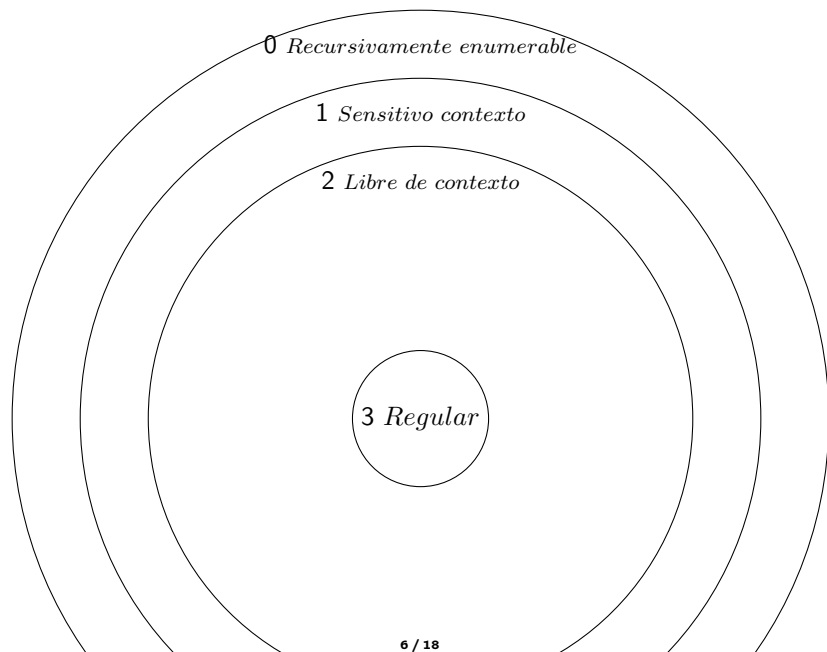 0 Recursivamente enumerable
1 Sensitivo contexto
2 Libre de contexto
3 Regular
6 / 18